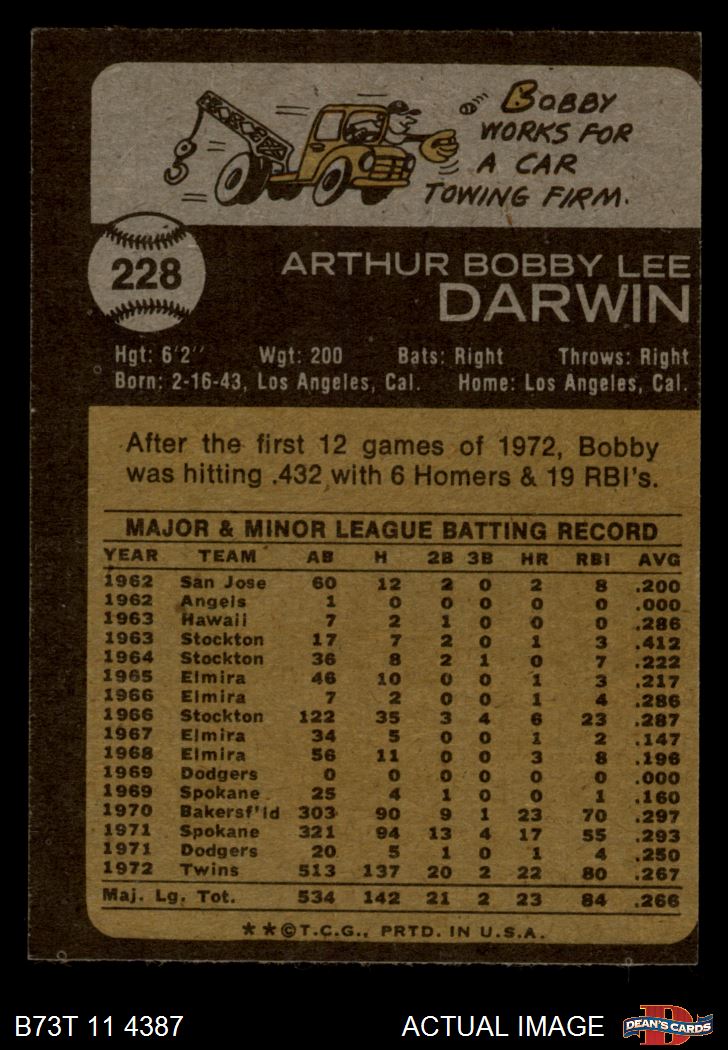 BOBBY
WORKS FOR
A CAR
TOWING FIRM.
228
ARTHUR BOBBY LEE
DARWIN
Hgt: 6'2" Wgt: 200 Bats: Right Throws: Right
Born: 2-16-43, Los Angeles, Cal. Home: Los Angeles, Cal.
After the first 12 games of 1972, Bobby
was hitting .432 with 6 Homers & 19 RBI's.
MAJOR & MINOR LEAGUE BATTING RECORD
YEAR TEAM AB H 2B 3B HR RBI AVG
1962 San Jose 60 12 2 0 2 8 .200
1962 Angels 1 0 0 0 0 0 .000
1963 Hawaii 7 2 1 0 0 0 .286
1963 Stockton 17 7 2 0 1 3 .412
1964 Stockton 36 8 2 1 0 7 .222
1965 Elmira 46 10 0 0 1 3 .217
1966 Elmira 7 2 0 0 1 4 .286
1966 Stockton 122 35 3 4 6 23 .287
1967 Elmira 34 5 0 0 1 2 .147
1968 Elmira 56 11 0 0 3 8 .196
1969 Dodgers 0 0 0 0 0 0 .000
1969 Spokane 25 4 1 0 0 1 .160
1970 Bakersf'ld 303 90 9 1 23 70 .297
1971 Spokane 321 94 13 4 17 55 .293
1971 Dodgers 20 5 1 0 1 4 .250
1972 Twins 513 137 20 2 22 80 .267
Maj. Lg. Tot. 534 142 21 2 23 84 .266
**©T.C.G., PRTD. IN U.S.A.
B73T 11 4387 ACTUAL IMAGE D DEAN'S CARDS